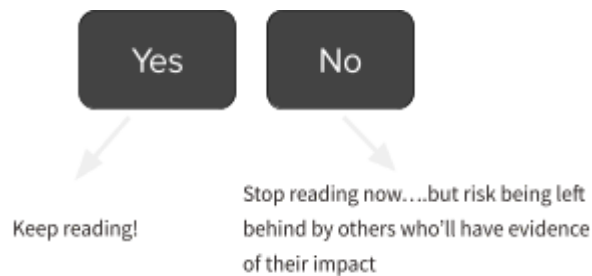 Yes
No
Keep reading!
Stop reading now....but risk being left
behind by others who'll have evidence
of their impact